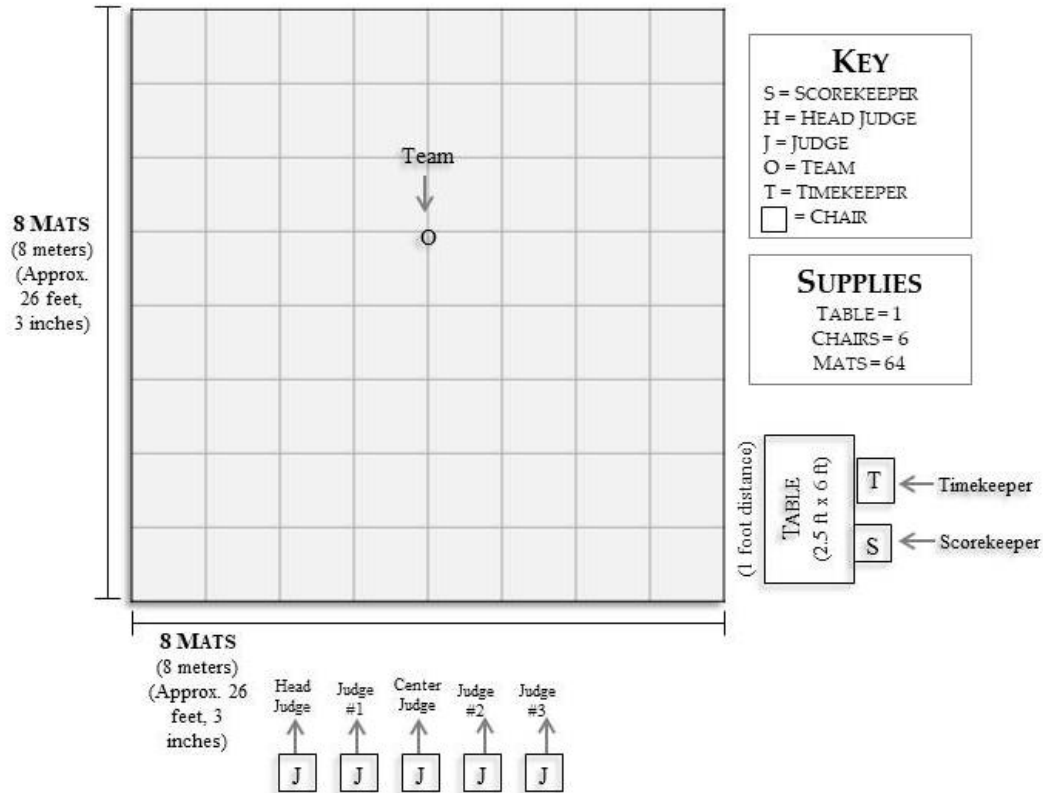 Team
O
8 MATS
(8 meters)
(Approx.
26 feet,
3 inches)
KEY
S = SCOREKEEPER
H = HEAD JUDGE
J = JUDGE
O = TEAM
T = TIMEKEEPER
= CHAIR
SUPPLIES
TABLE = 1
CHAIRS = 6
MATS = 64
(1 foot distance)
TABLE
(2.5 ft x 6 ft)
T
Timekeeper
S
Scorekeeper
8 MATS
(8 meters)
(Approx. 26
feet, 3
inches)
Head
Judge
Judge
#1
Center
Judge
Judge
#2
Judge
#3
J
J
J
J
J